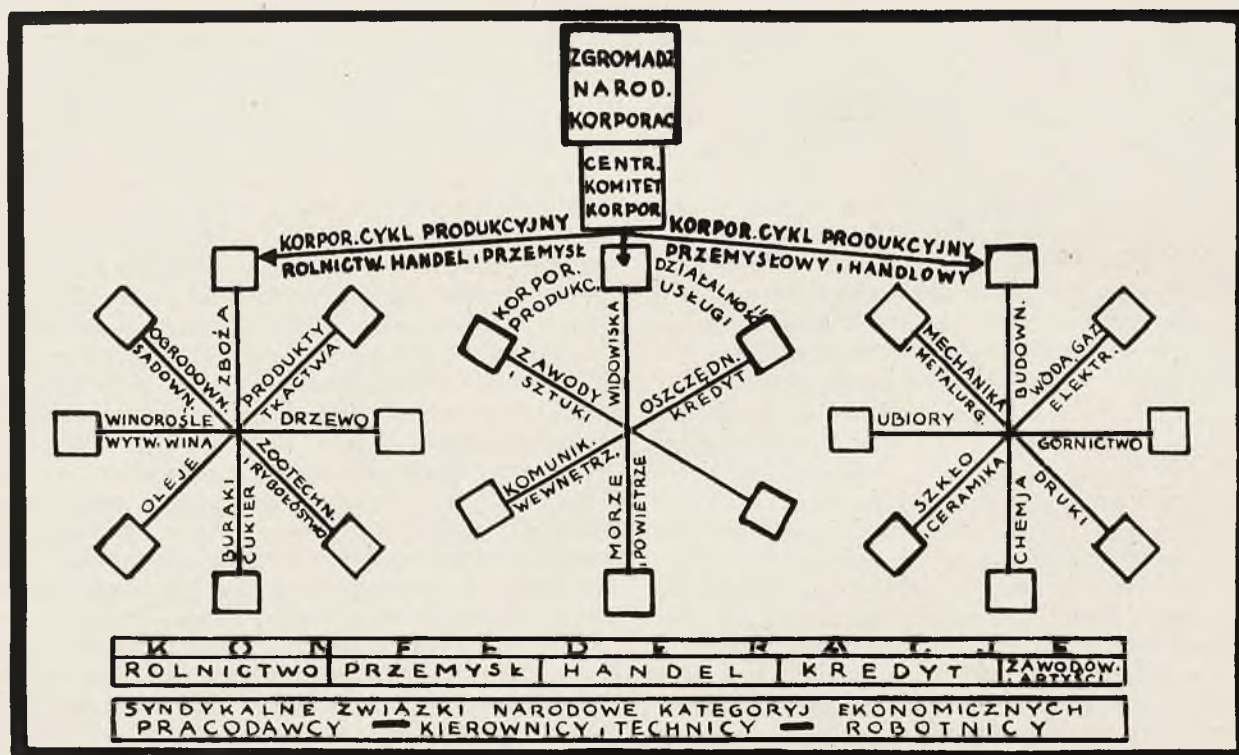 ZGROMADZ
NAROD.
KORPORAC
CENTR.
KOMITET
KORPOR
KORPOR. CYKL PRODUKCYJNY
ROLNICTW. HANDEL i PRZEMYSŁ
KORPOR. CYKL PRODUKCYJNY
PRZEMYSŁOWY i HANDLOWY
KORPOR.
PRODUKC.
DZIAŁALNOŚĆ
USŁUGI
ZBOŻA
PRODUKTY
TKACTWA
DRZEWO
ZOOTECHN.
i RYBOŁÓSTWO
BURAKI
CUKIER
OLEJE
WINOROŚLE
WYTW. WINA
OGRODOWN.
SADOWN.
WIDOWISKA
OSZCZĘDN.
KREDYT
MORZE
i POWIETRZE
KOMUNIK.
WEWNĘTRZ.
ZAWODY
i SZTUKI
BUDOWN.
WODA GAZ
ELEKTR.
GÓRNICTWO
DRUKI
CHEMJA
SZKŁO
i CERAMIKA
UBIORY
MECHANIKA
i METALURG.
KONFEDERACJE
ROLNICTWO PRZEMYSŁ HANDEL KREDYT ZAWODOW.
i ARTYŚCI
SYNDYKALNE ZWIĄZKI NARODOWE KATEGORYJ EKONOMICZNYCH
PRACODAWCY — KIEROWNICY i TECHNICY — ROBOTNICY